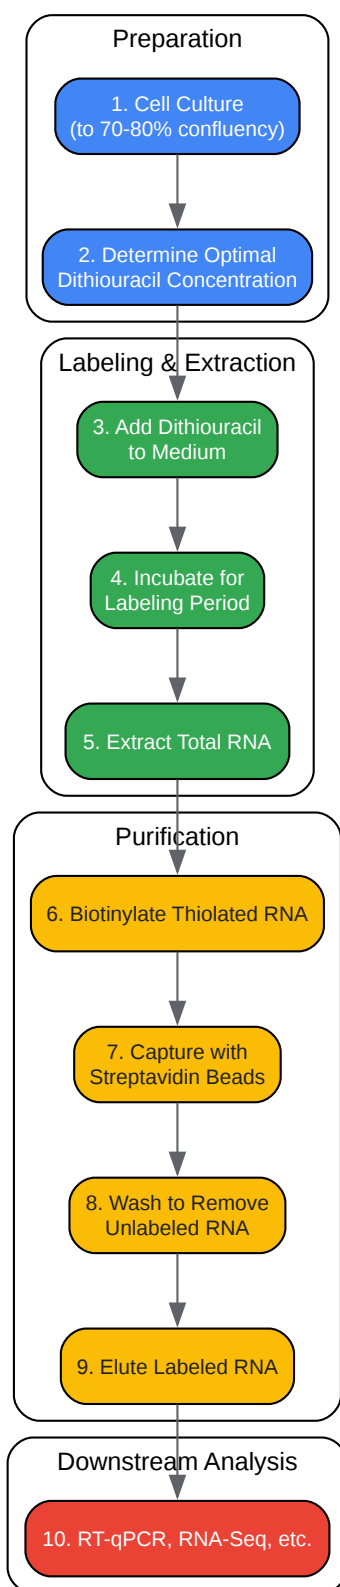 Preparation
1. Cell Culture
(to 70-80% confluency)
2. Determine Optimal
Dithiouracil Concentration
Labeling & Extraction
3. Add Dithiouracil
to Medium
4. Incubate for
Labeling Period
5. Extract Total RNA
Purification
6. Biotinylate Thiolated RNA
7. Capture with
Streptavidin Beads
8. Wash to Remove
Unlabeled RNA
9. Elute Labeled RNA
Downstream Analysis
10. RT-qPCR, RNA-Seq, etc.